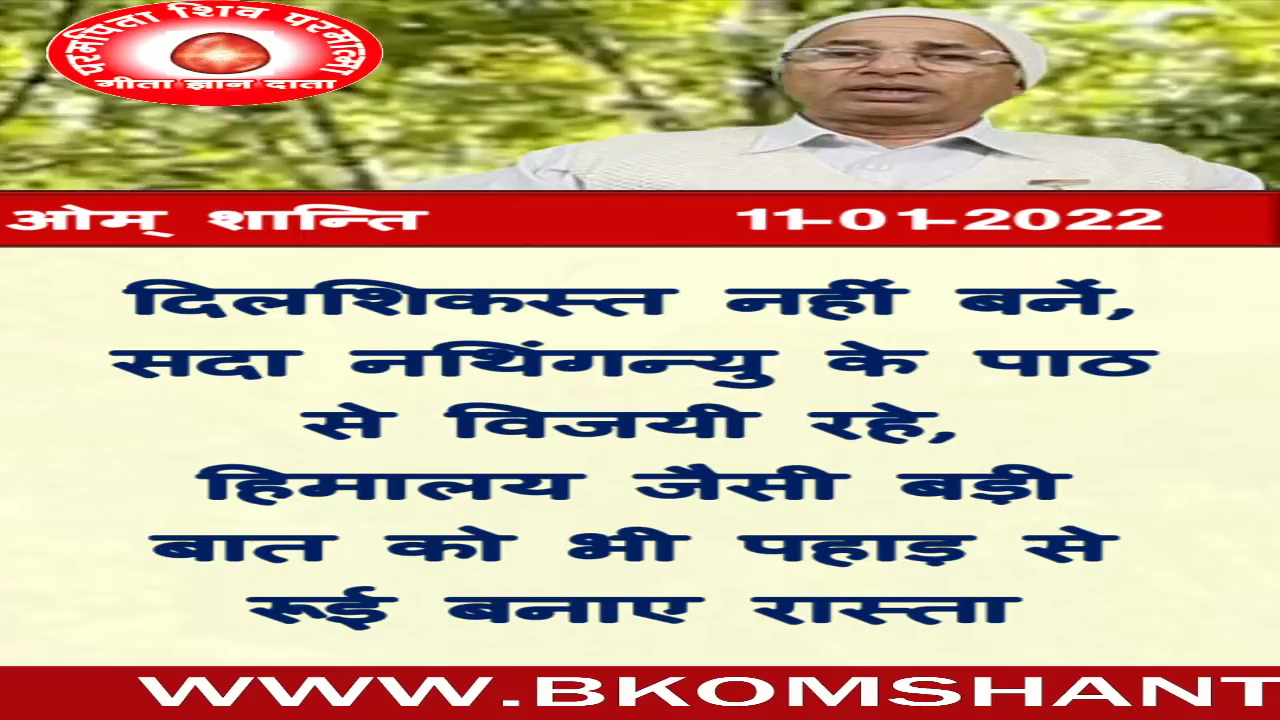 परमपिता शिव परमात्मा
गीता ज्ञान दाता
ओम् शान्ति 11-01-2022
दिलशिकस्त नहीं बनें,
सदा नथिंगन्यु के पाठ
से विजयी रहे,
हिमालय जैसी बड़ी
बात को भी पहाड़ से
रूई बनाए रास्ता
WWW.BKOMSHANT